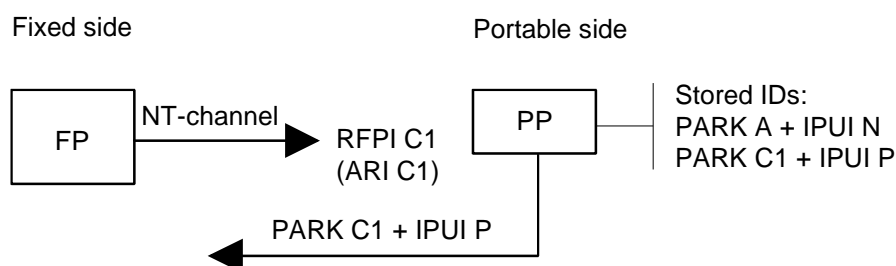 Fixed side
Portable side
FP
NT-channel
RFPI C1
(ARI C1)
PP
Stored IDs:
PARK A + IPUI N
PARK C1 + IPUI P
PARK C1 + IPUI P